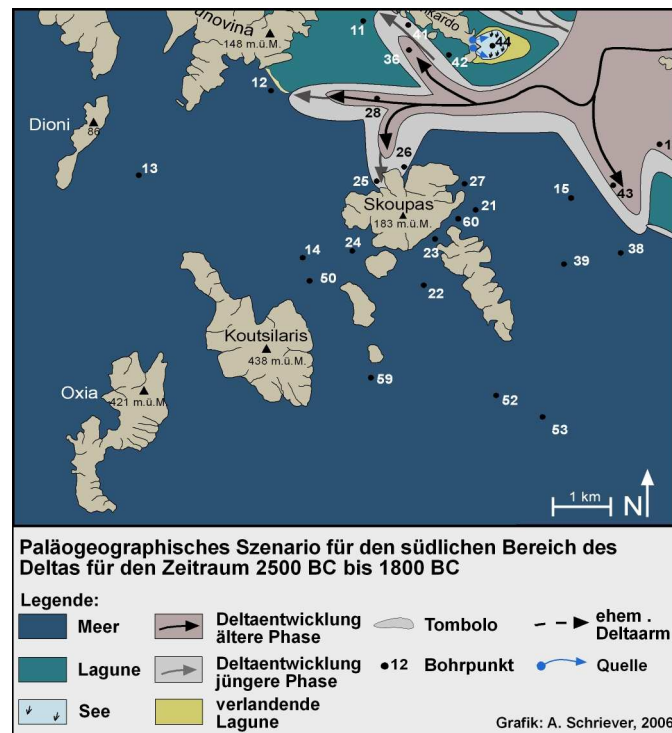 unovina
148 m.ü.M.
11
41
nkardo
44
36
42
12
28
Dioni
86
13
26
25
27
15
43
1
Skoupas
183 m.ü.M.
21
60
24
23
14
50
39
38
22
Koutsilaris
438 m.ü.M.
Oxia
421 m.ü.M.
59
52
53
1 km
N
Paläogeographisches Szenario für den südlichen Bereich des
Deltas für den Zeitraum 2500 BC bis 1800 BC
Legende:
Meer
Deltaentwicklung
ältere Phase
Tombolo
ehem .
Deltaarm
Lagune
Deltaentwicklung
jüngere Phase
12 Bohrpunkt
Quelle
See
verlandende
Lagune
Grafik: A. Schriever, 2006